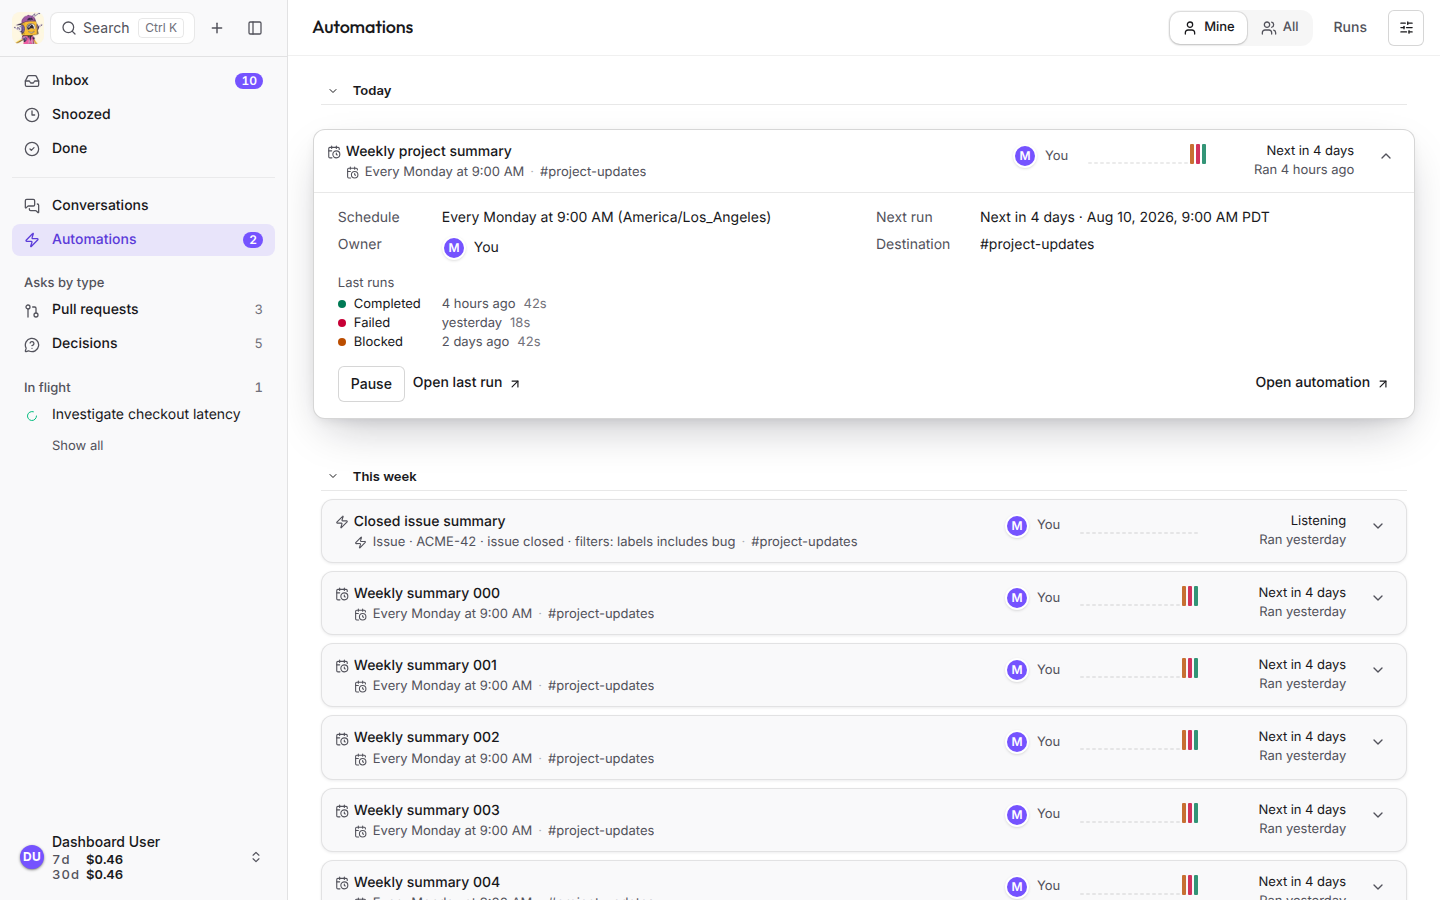 Search Ctrl K
Inbox 10
Snoozed
Done
Conversations
Automations 2
Asks by type
Pull requests 3
Decisions 5
In flight 1
Investigate checkout latency
Show all
DU Dashboard User
7d $0.46
30d $0.46
Automations
Mine All Runs
Today
Weekly project summary
Every Monday at 9:00 AM · #project-updates
M You
Next in 4 days
Ran 4 hours ago
Schedule Every Monday at 9:00 AM (America/Los_Angeles)
Next run Next in 4 days · Aug 10, 2026, 9:00 AM PDT
Owner M You
Destination #project-updates
Last runs
Completed 4 hours ago 42s
Failed yesterday 18s
Blocked 2 days ago 42s
Pause Open last run
Open automation
This week
Closed issue summary
Issue · ACME-42 · issue closed · filters: labels includes bug · #project-updates
M You
Listening
Ran yesterday
Weekly summary 000
Every Monday at 9:00 AM · #project-updates
M You
Next in 4 days
Ran yesterday
Weekly summary 001
Every Monday at 9:00 AM · #project-updates
M You
Next in 4 days
Ran yesterday
Weekly summary 002
Every Monday at 9:00 AM · #project-updates
M You
Next in 4 days
Ran yesterday
Weekly summary 003
Every Monday at 9:00 AM · #project-updates
M You
Next in 4 days
Ran yesterday
Weekly summary 004
M You
Next in 4 days